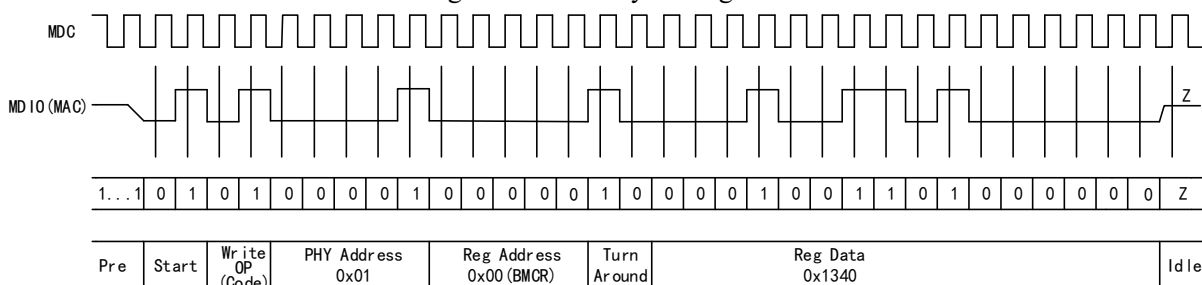 MDC
MDIO(MAC)
Z
1...1 0 1 0 1 0 0 0 0 1 0 0 0 0 0 1 0 0 0 0 1 0 0 1 1 0 1 0 0 0 0 0 0 Z
Pre Start Write OP (Code) PHY Address 0x01 Reg Address 0x00(BMCR) Turn Around Reg Data 0x1340 Idle